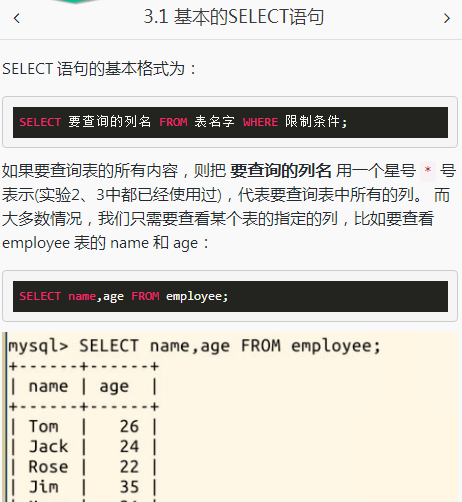 3.1 基本的SELECT语句
SELECT 语句的基本格式为：
SELECT 要查询的列名 FROM 表名字 WHERE 限制条件;
如果要查询表的所有内容，则把 要查询的列名 用一个星号 * 号
表示(实验2、3中都已经使用过)，代表要查询表中所有的列。 而
大多数情况，我们只需要查看某个表的指定的列，比如要查看
employee 表的 name 和 age：
SELECT name,age FROM employee;
mysql> SELECT name,age FROM employee;
+------+------+
| name | age  |
+------+------+
| Tom  |   26 |
| Jack |   24 |
| Rose |   22 |
| Jim  |   35 |